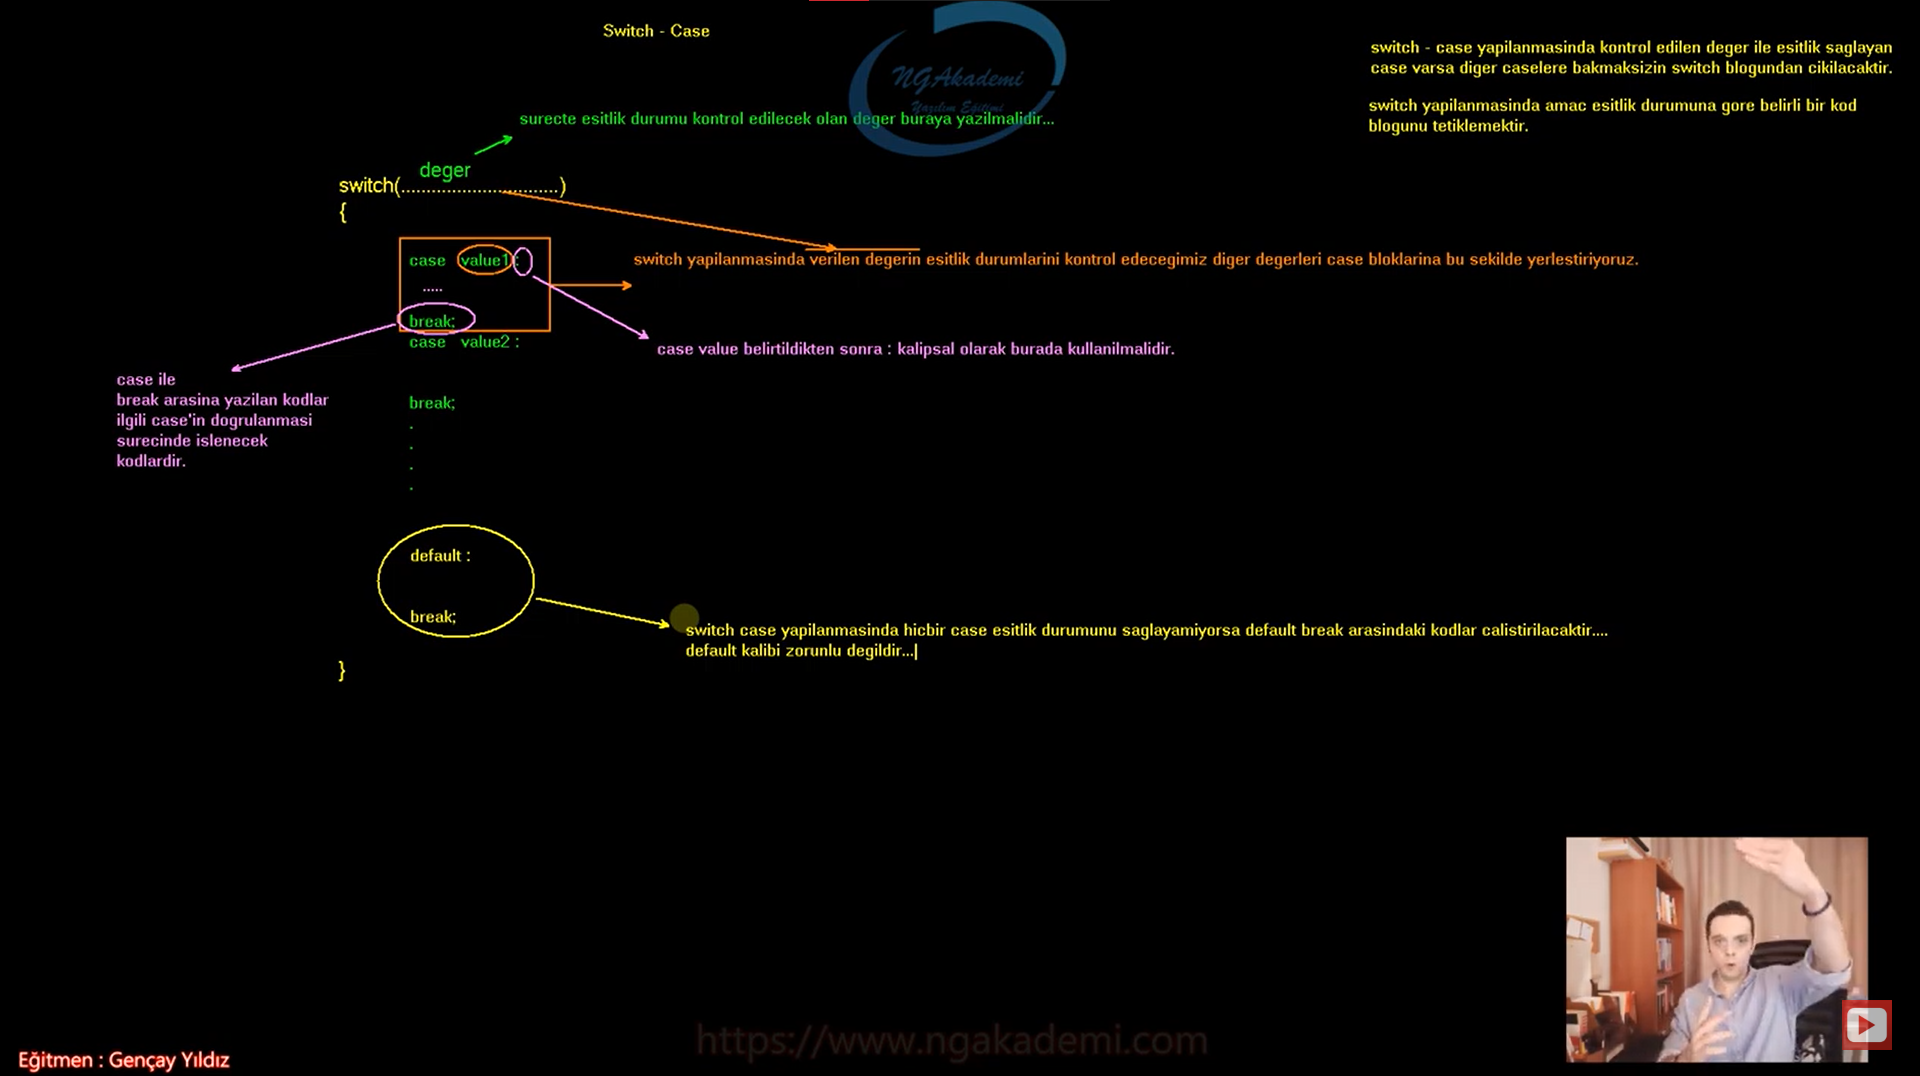 Switch - Case
NGAkademi
Yazılım Eğitimi
switch - case yapilanmasinda kontrol edilen deger ile esitlik saglayan
case varsa diger caselere bakmaksizin switch blogundan cikilacaktir.
switch yapilanmasinda amac esitlik durumuna gore belirli bir kod
blogunu tetiklemektir.
surecte esitlik durumu kontrol edilecek olan deger buraya yazilmalidir...
deger
switch(.............................)
{
case value1 :
switch yapilanmasinda verilen degerin esitlik durumlarini kontrol edecegimiz diger degerleri case bloklarina bu sekilde yerlestiriyoruz.
.....
break;
case value2 :
case value belirtildikten sonra : kalipsal olarak burada kullanilmalidir.
case ile
break arasina yazilan kodlar
ilgili case'in dogrulanmasi
surecinde islenecek
kodlardir.
break;
.
.
.
.
default :
break;
switch case yapilanmasinda hicbir case esitlik durumunu saglayamiyorsa default break arasindaki kodlar calistirilacaktir....
default kalibi zorunlu degildir...
}
https://www.ngakademi.com
Eğitmen : Gençay Yıldız